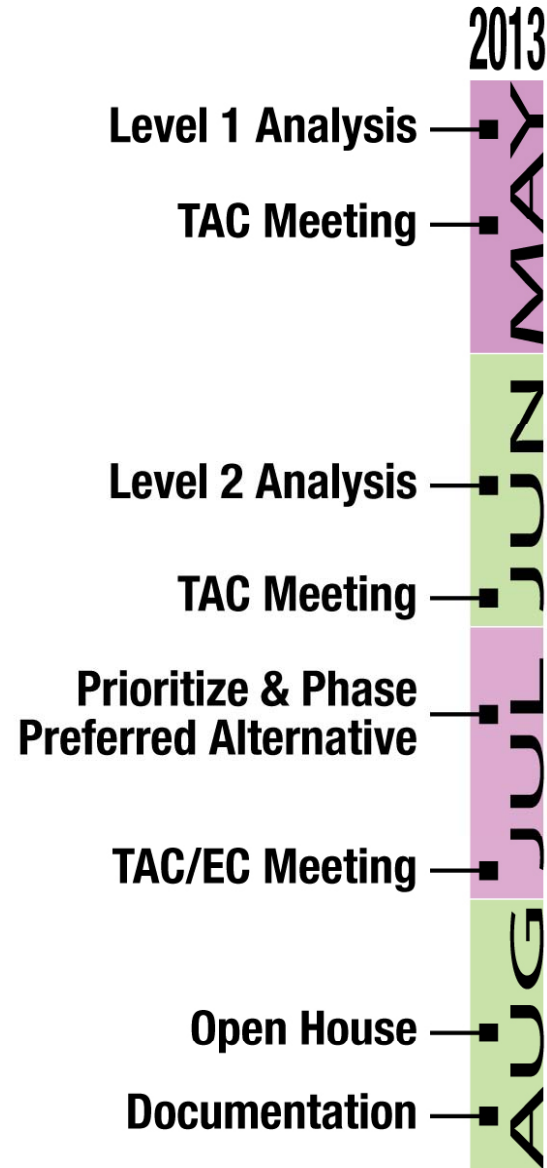 2013
MAY
Level 1 Analysis
TAC Meeting
JUN
Level 2 Analysis
TAC Meeting
JUL
Prioritize & Phase
Preferred Alternative
TAC/EC Meeting
AUG
Open House
Documentation